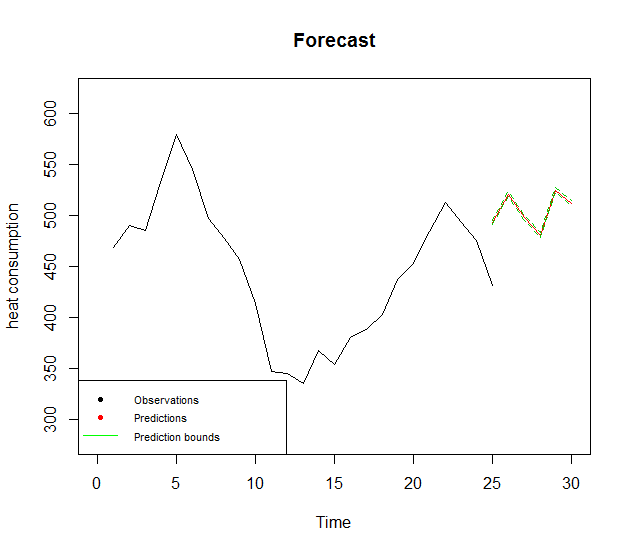 Forecast
heat consumption
600
550
500
450
400
350
300
Observations
Predictions
Prediction bounds
0 5 10 15 20 25 30
Time